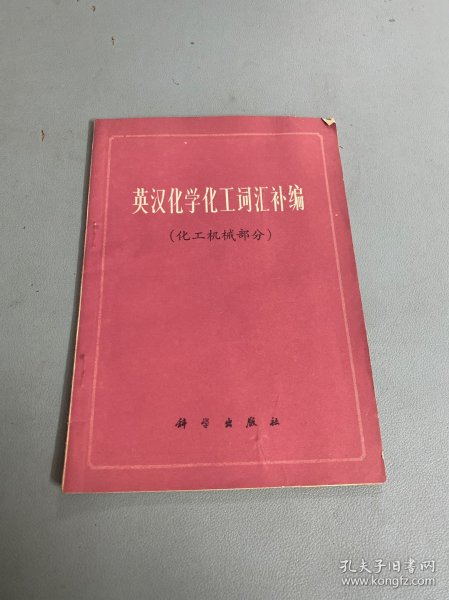 英汉化学化工词汇补编
(化工机械部分)
科学出版社
孔夫子旧书网
www.kongfz.com